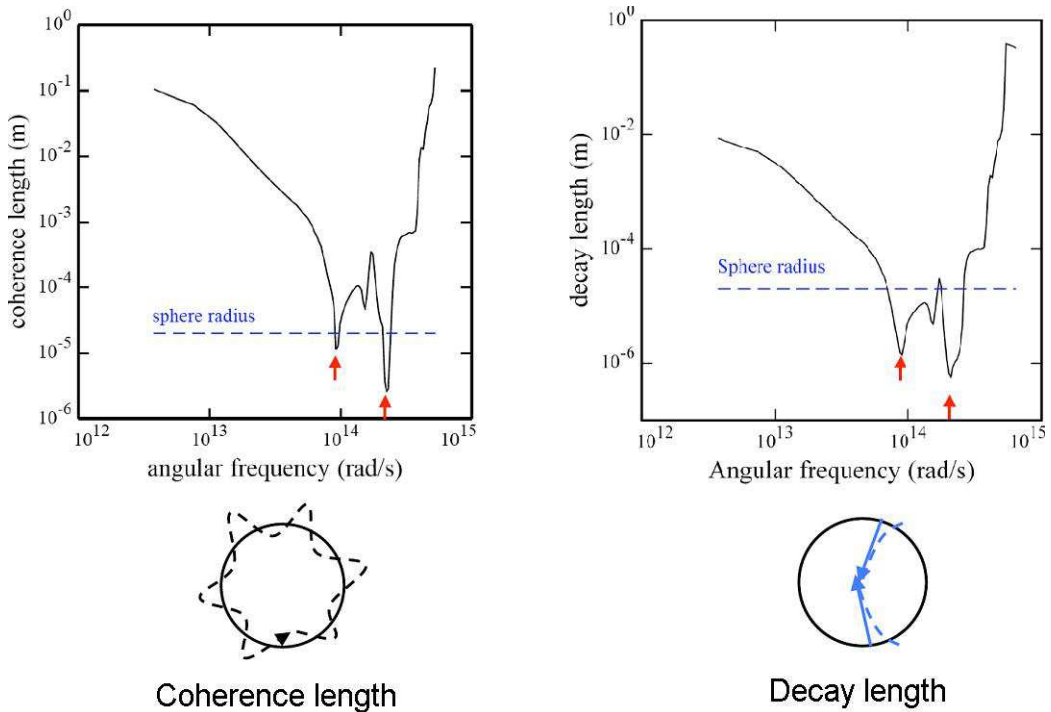 10^0
10^-1
10^-2
10^-3
10^-4
10^-5
10^-6
coherence length (m)
sphere radius
10^12
10^13
10^14
10^15
angular frequency (rad/s)
Coherence length
10^0
10^-2
10^-4
10^-6
decay length (m)
Sphere radius
10^12
10^13
10^14
10^15
Angular frequency (rad/s)
Decay length